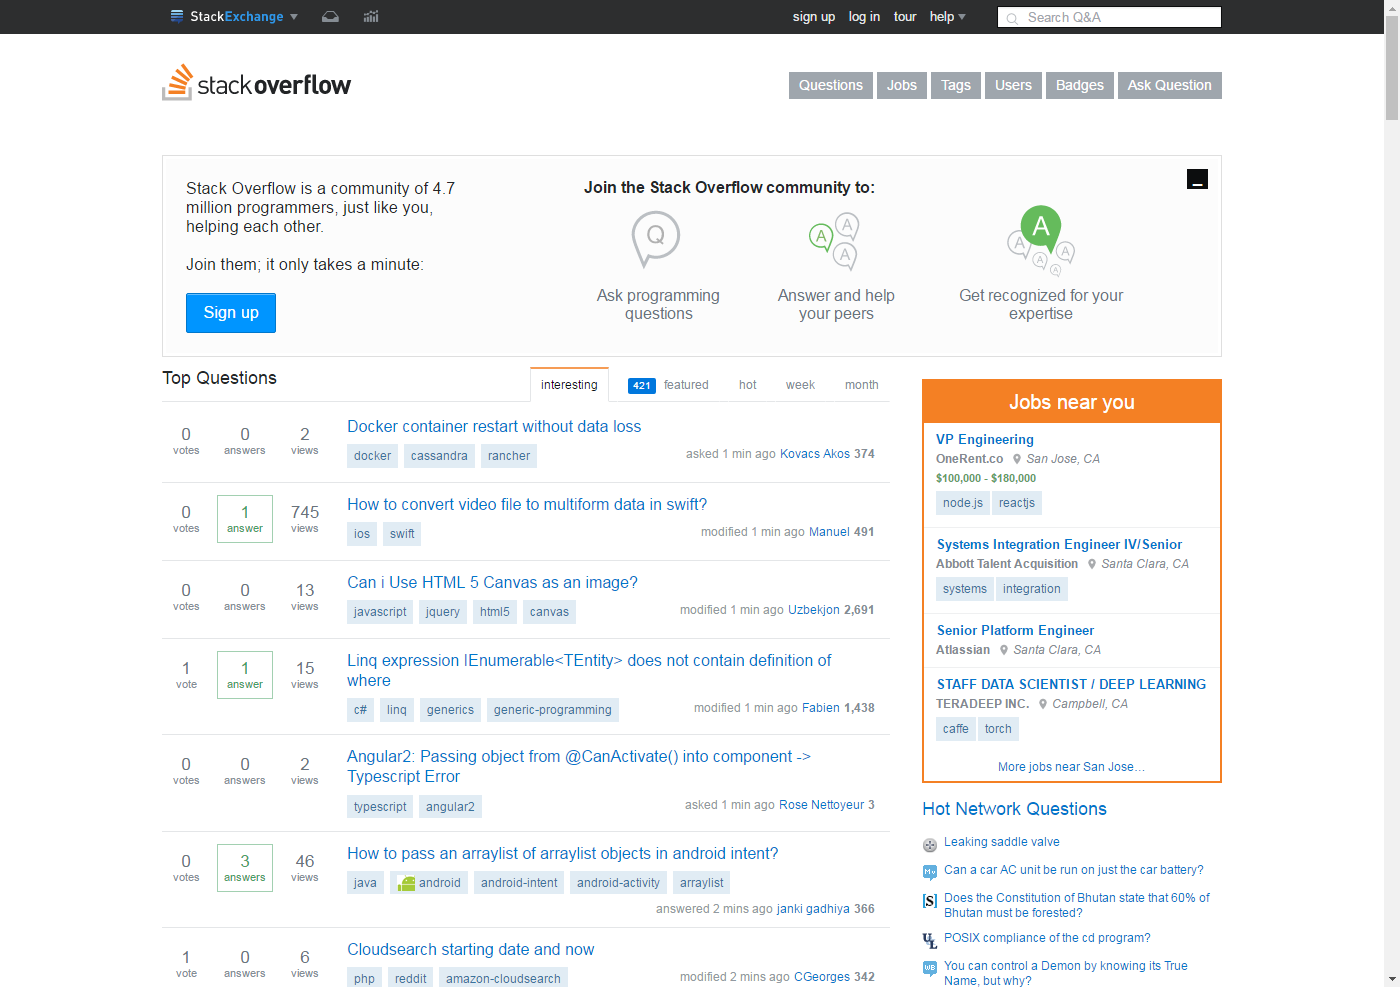 StackExchange
sign up log in tour help
Search Q&A
stackoverflow
Questions Jobs Tags Users Badges Ask Question
Stack Overflow is a community of 4.7
million programmers, just like you,
helping each other.
Join them; it only takes a minute:
Sign up
Join the Stack Overflow community to:
Q
A A A
A A A A A
Ask programming
questions
Answer and help
your peers
Get recognized for your
expertise
Top Questions
interesting 421 featured hot week month
0 votes 0 answers 2 views
Docker container restart without data loss
docker cassandra rancher
asked 1 min ago Kovacs Akos 374
0 votes 1 answer 745 views
How to convert video file to multiform data in swift?
ios swift
modified 1 min ago Manuel 491
0 votes 0 answers 13 views
Can i Use HTML 5 Canvas as an image?
javascript jquery html5 canvas
modified 1 min ago Uzbekjon 2,691
1 vote 1 answer 15 views
Linq expression IEnumerable<TEntity> does not contain definition of
where
c# linq generics generic-programming
modified 1 min ago Fabien 1,438
0 votes 0 answers 2 views
Angular2: Passing object from @CanActivate() into component ->
Typescript Error
typescript angular2
asked 1 min ago Rose Nettoyeur 3
0 votes 3 answers 46 views
How to pass an arraylist of arraylist objects in android intent?
java android android-intent android-activity arraylist
answered 2 mins ago janki gadhiya 366
1 vote 0 answers 6 views
Cloudsearch starting date and now
php reddit amazon-cloudsearch
modified 2 mins ago CGeorges 342
Jobs near you
VP Engineering
OneRent.co San Jose, CA
$100,000 - $180,000
node.js reactjs
Systems Integration Engineer IV/Senior
Abbott Talent Acquisition Santa Clara, CA
systems integration
Senior Platform Engineer
Atlassian Santa Clara, CA
STAFF DATA SCIENTIST / DEEP LEARNING
TERADEEP INC. Campbell, CA
caffe torch
More jobs near San Jose…
Hot Network Questions
Leaking saddle valve
Mv Can a car AC unit be run on just the car battery?
[S] Does the Constitution of Bhutan state that 60% of
Bhutan must be forested?
UL POSIX compliance of the cd program?
WB You can control a Demon by knowing its True
Name, but why?